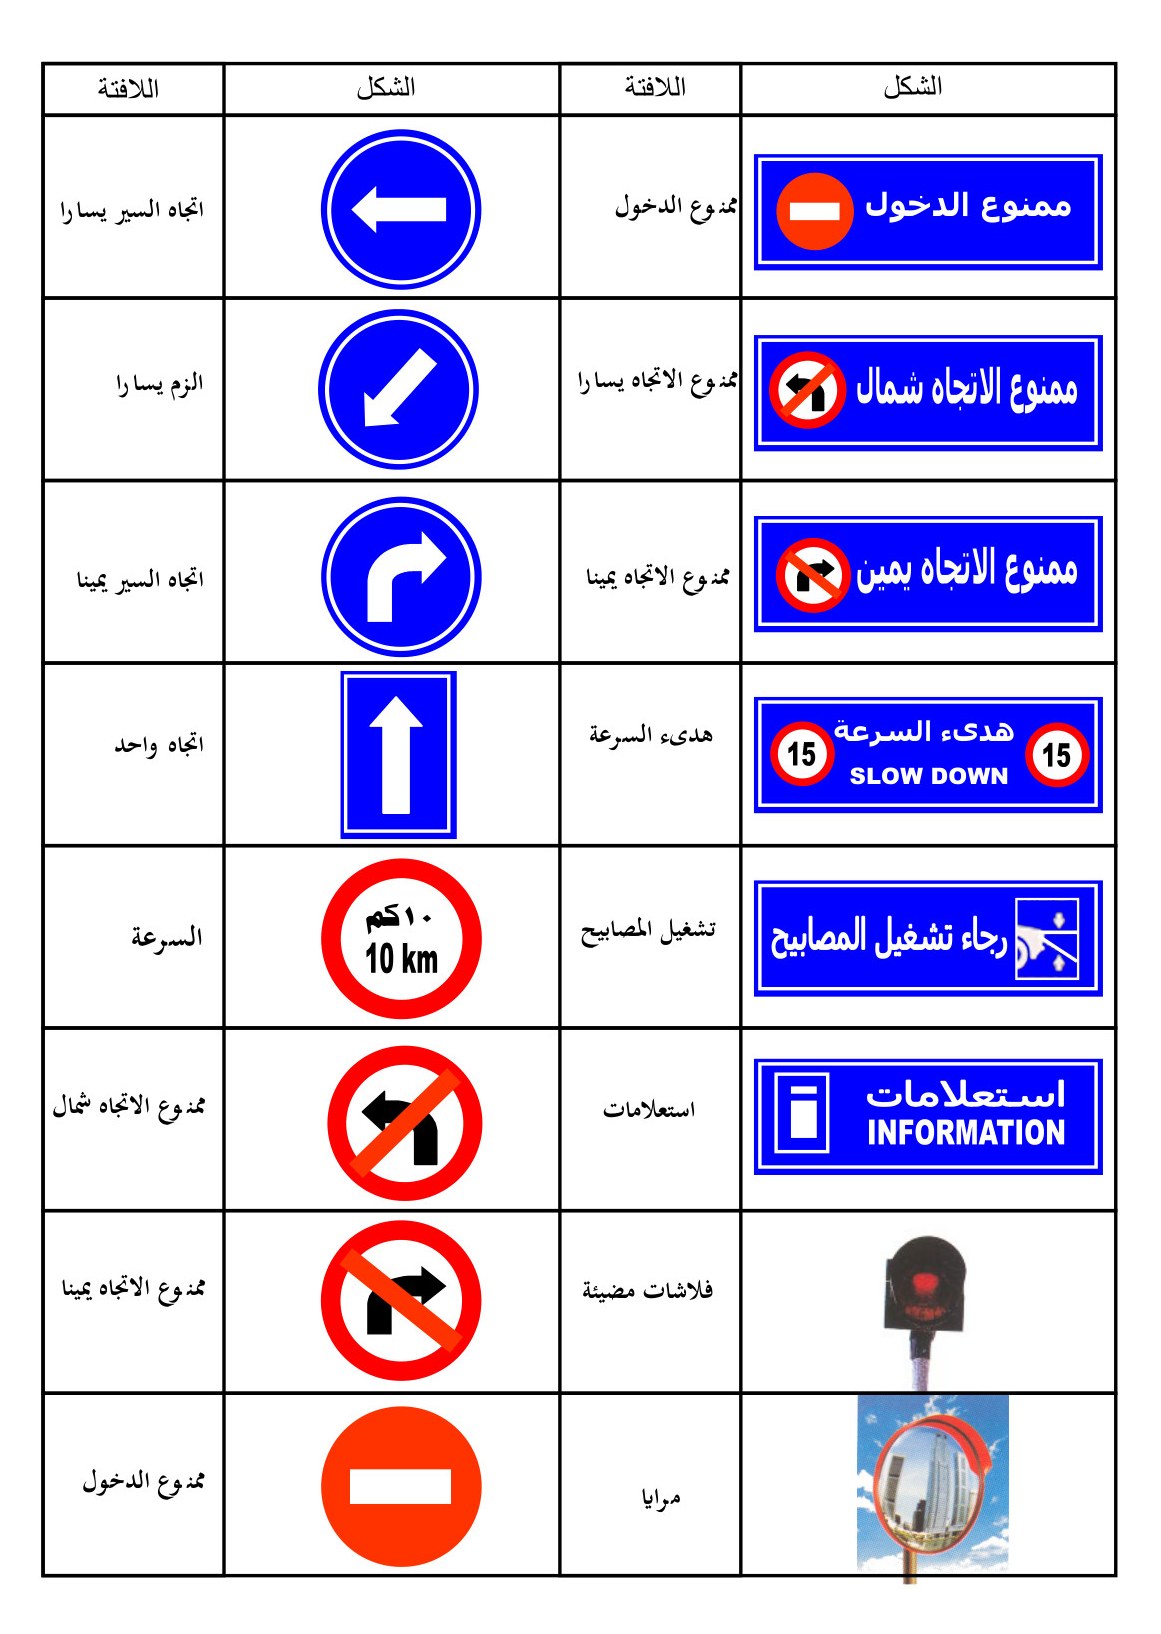 الشكل اللافتة الشكل اللافتة
ممنوع الدخول ممنوع الدخول اتجاه السير يسارا
ممنوع الاتجاه شمال ممنوع الاتجاه يسارا الزم يسارا
ممنوع الاتجاه يمين ممنوع الاتجاه يمينا اتجاه السير يمينا
15 هدىء السرعة 15
SLOW DOWN
هدىء السرعة اتجاه واحد
رجاء تشغيل المصابيح تشغيل المصابيح
١٠ كم
10 km
السرعة
استعلامات
INFORMATION
استعلامات ممنوع الاتجاه شمال
فلاشات مضيئة ممنوع الاتجاه يمينا
مرايا ممنوع الدخول